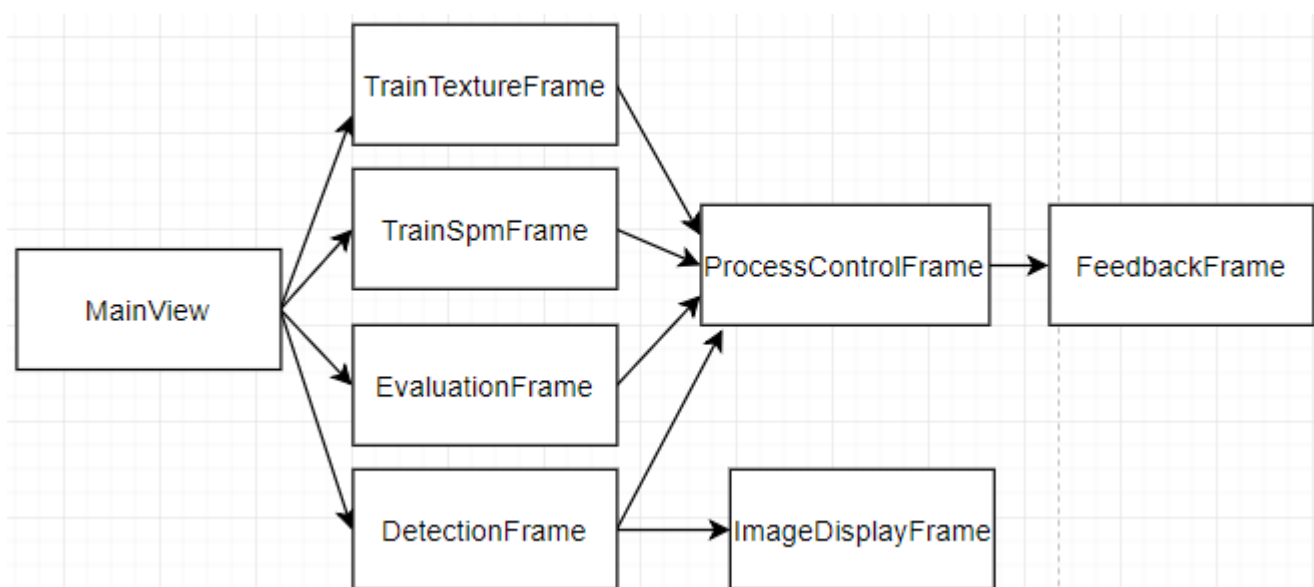 TrainTextureFrame
TrainSpmFrame
MainView
ProcessControlFrame
FeedbackFrame
EvaluationFrame
DetectionFrame
ImageDisplayFrame